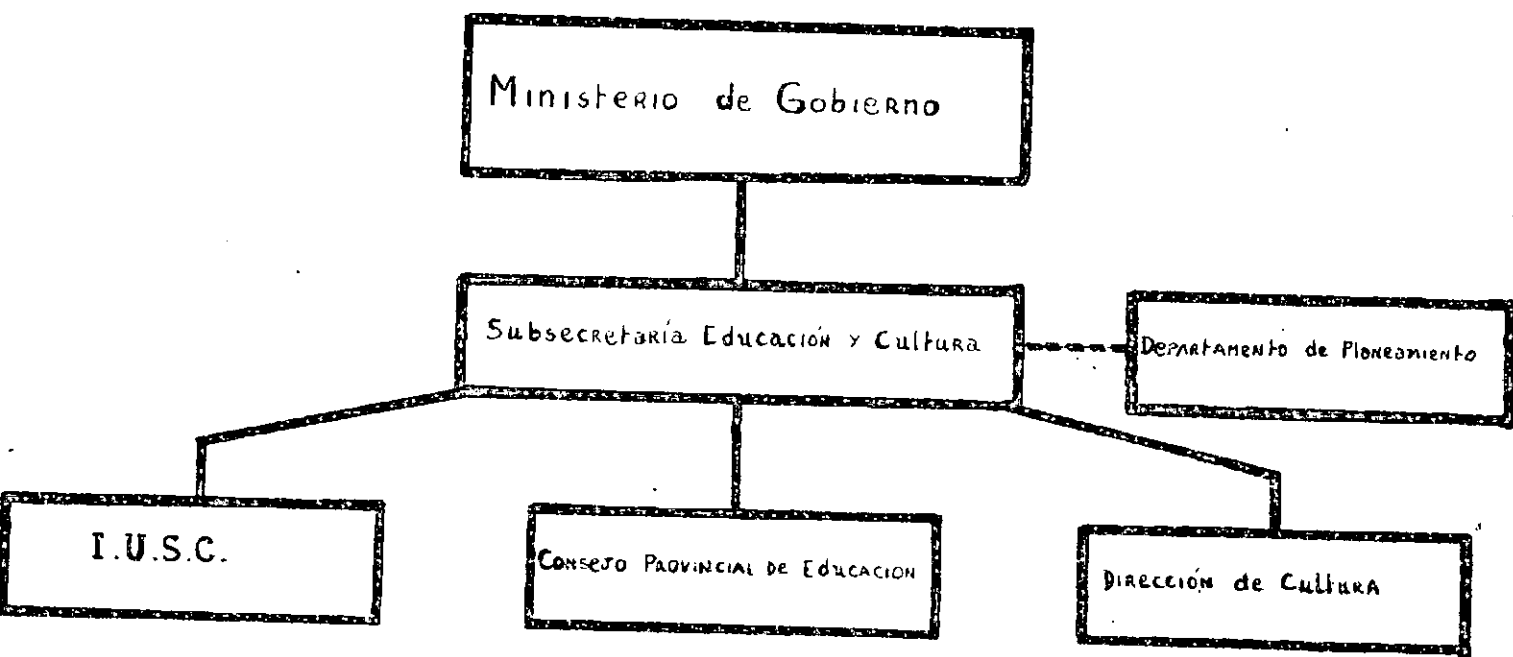 Ministerio de Gobierno
Subsecretaría Educación y Cultura
Departamento de Planeamiento
I.U.S.C.
Consejo Provincial de Educacion
Dirección de Cultura